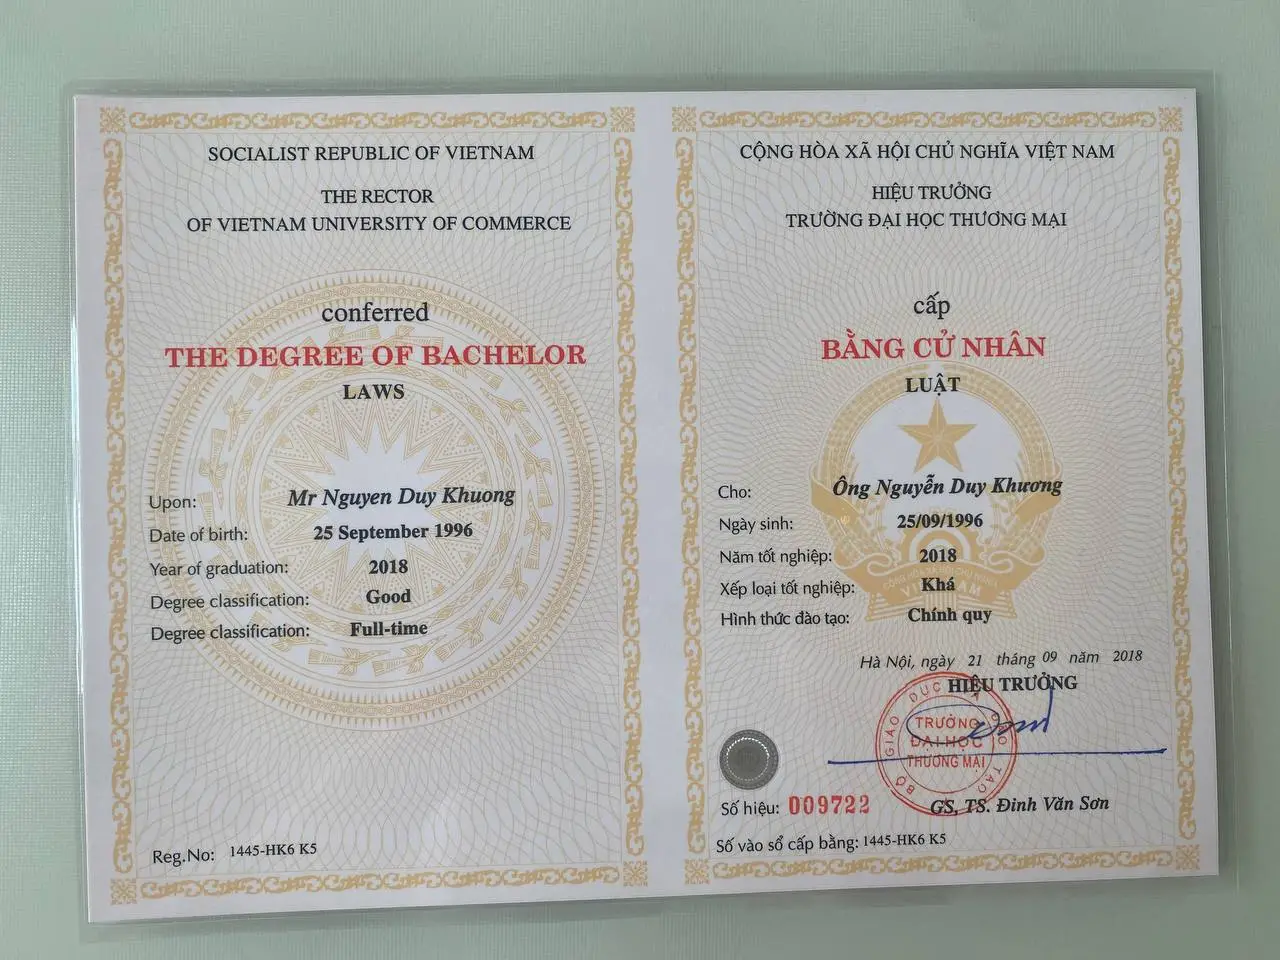 SOCIALIST REPUBLIC OF VIETNAM
THE RECTOR
OF VIETNAM UNIVERSITY OF COMMERCE
conferred
THE DEGREE OF BACHELOR
LAWS
Upon: Mr Nguyen Duy Khuong
Date of birth: 25 September 1996
Year of graduation: 2018
Degree classification: Good
Degree classification: Full-time
Reg.No: 1445-HK6 K5
CỘNG HÒA XÃ HỘI CHỦ NGHĨA VIỆT NAM
HIỆU TRƯỞNG
TRƯỜNG ĐẠI HỌC THƯƠNG MẠI
cấp
BẰNG CỬ NHÂN
LUẬT
Cho: Ông Nguyễn Duy Khương
Ngày sinh: 25/09/1996
Năm tốt nghiệp: 2018
Xếp loại tốt nghiệp: Khá
Hình thức đào tạo: Chính quy
Hà Nội, ngày 21 tháng 09 năm 2018
HIỆU TRƯỞNG
TRƯỜNG
ĐẠI HỌC
THƯƠNG MẠI
Số hiệu: 009722
GS, TS. Đinh Văn Sơn
Số vào sổ cấp bằng: 1445-HK6 K5